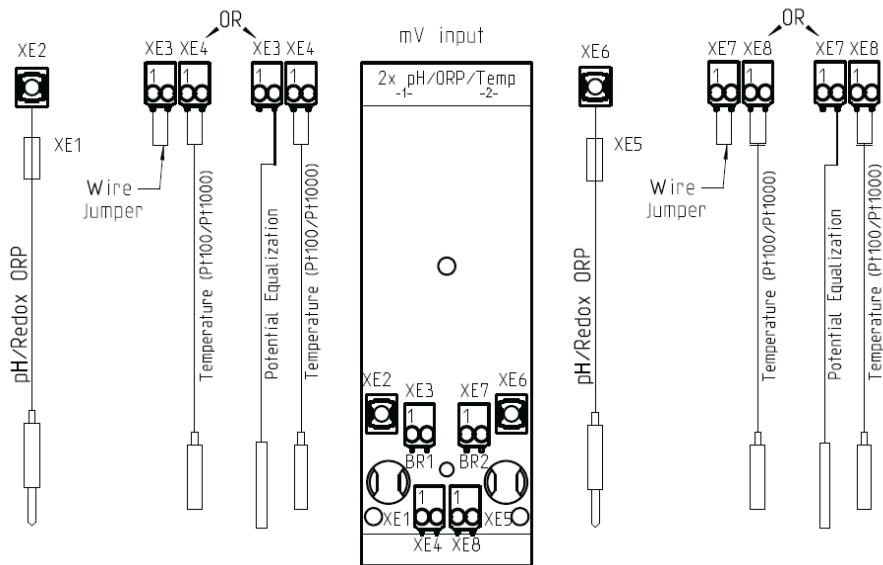 OR
XE2
XE3 XE4
XE3 XE4
1 1 1 1
XE1
Wire
Jumper
pH/Redox ORP
Temperature (Pt100/Pt1000)
Potential Equalization
Temperature (Pt100/Pt1000)
mV input
2x pH/ORP/Temp
-1- -2-
XE2 XE3 XE7 XE6
1 1
BR1 BR2
1 1
XE1 XE5
XE4 XE8
OR
XE6
XE7 XE8
XE7 XE8
1 1 1 1
XE5
Wire
Jumper
pH/Redox ORP
Temperature (Pt100/Pt1000)
Potential Equalization
Temperature (Pt100/Pt1000)